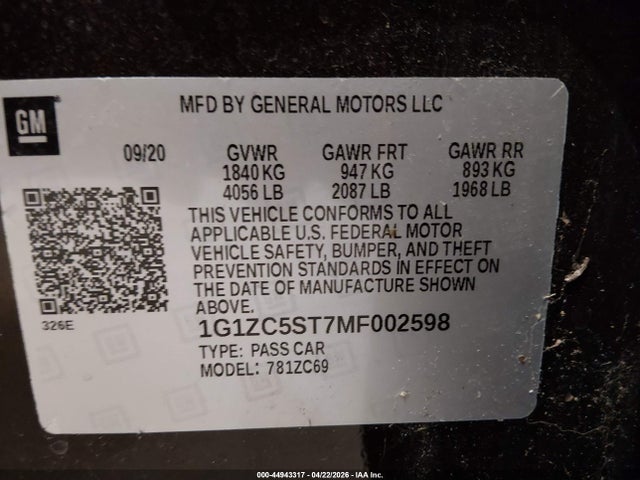 GM
MFD BY GENERAL MOTORS LLC
09/20 GVWR GAWR FRT GAWR RR
1840 KG 947 KG 893 KG
4056 LB 2087 LB 1968 LB
THIS VEHICLE CONFORMS TO ALL
APPLICABLE U.S. FEDERAL MOTOR
VEHICLE SAFETY, BUMPER, AND THEFT
PREVENTION STANDARDS IN EFFECT ON
THE DATE OF MANUFACTURE SHOWN
ABOVE.
326E
1G1ZC5ST7MF002598
TYPE: PASS CAR
MODEL: 781ZC69
000-44943317 - 04/22/2026 - IAA Inc.